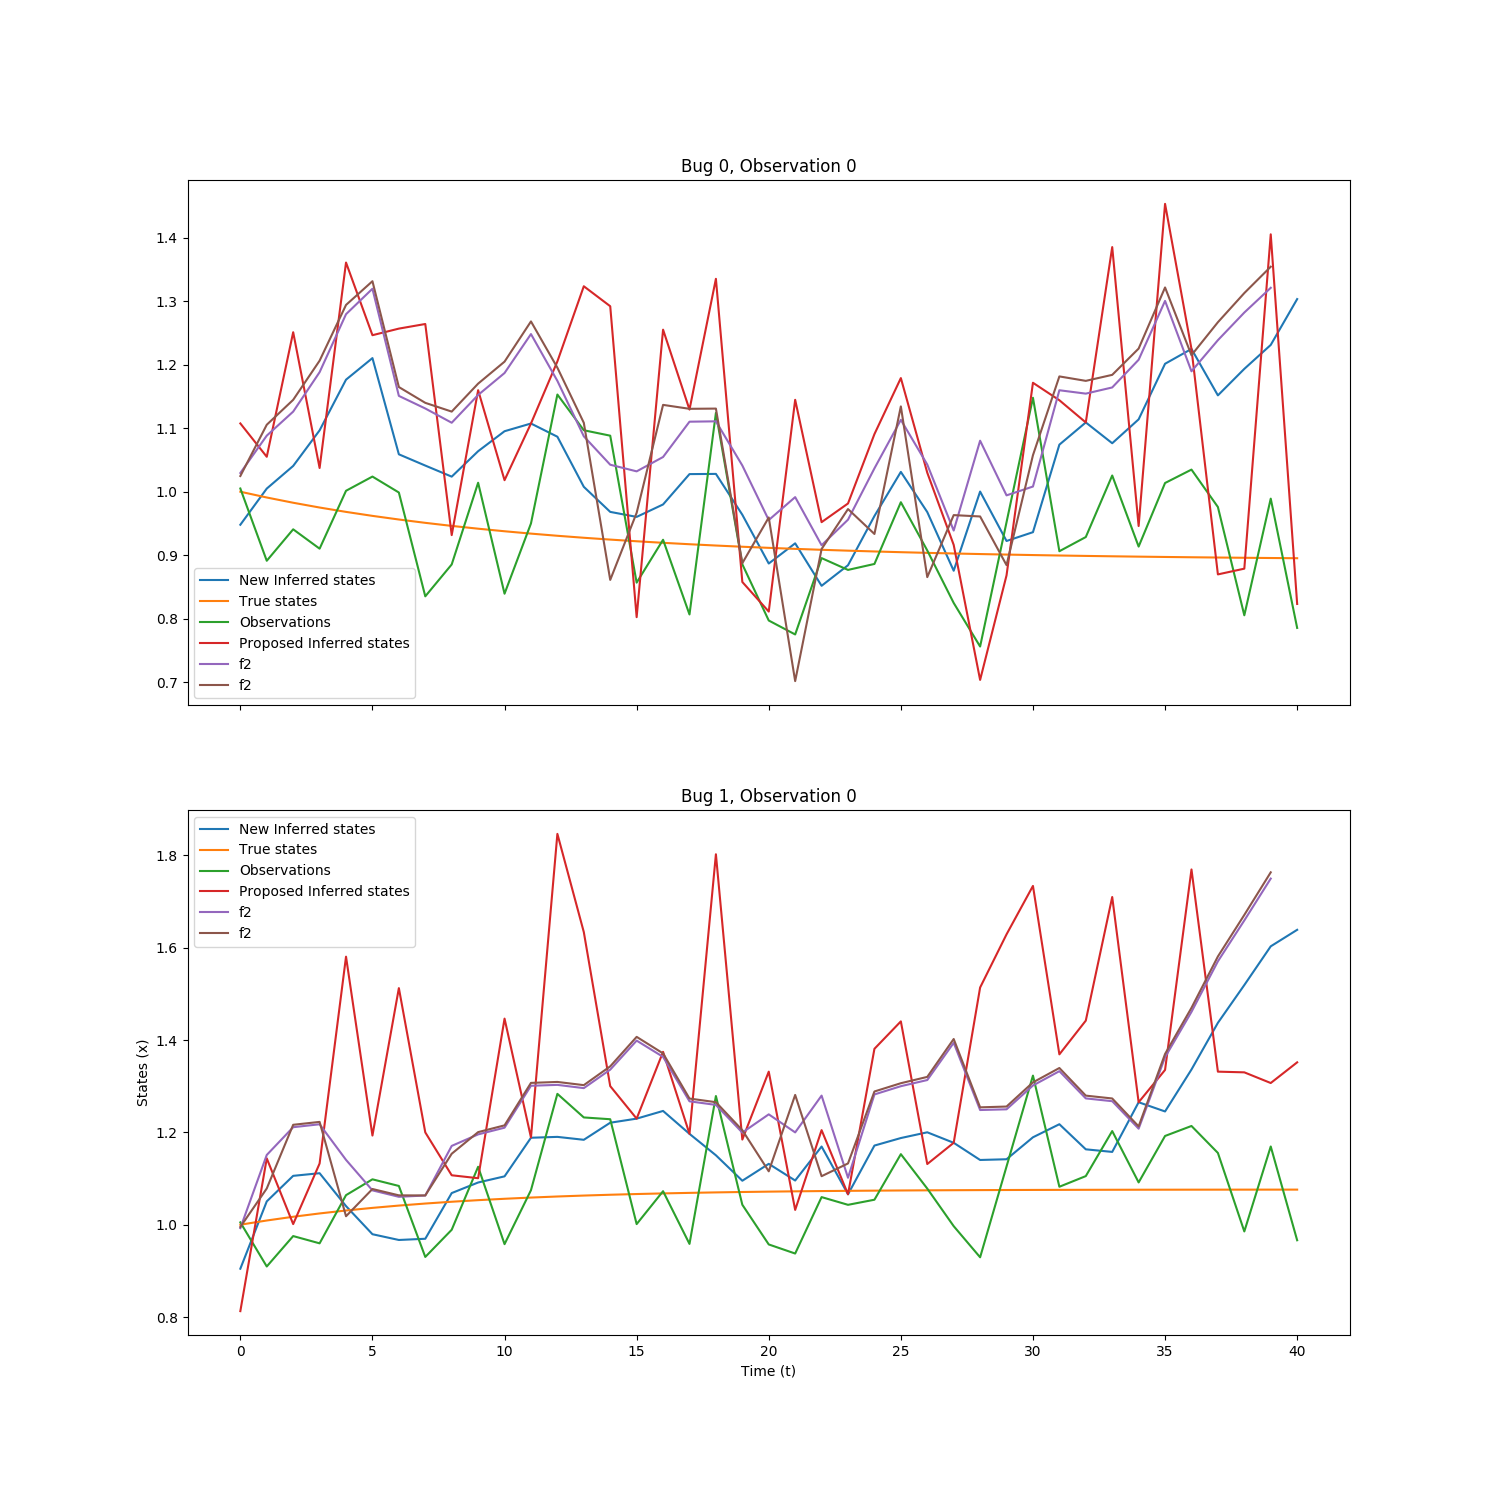 Bug 0, Observation 0
1.4
1.3
1.2
1.1
1.0
0.9
0.8
0.7
New Inferred states
True states
Observations
Proposed Inferred states
f2
f2
Bug 1, Observation 0
New Inferred states
True states
Observations
Proposed Inferred states
f2
f2
1.8
1.6
1.4
1.2
1.0
0.8
States (x)
0 5 10 15 20 25 30 35 40
Time (t)